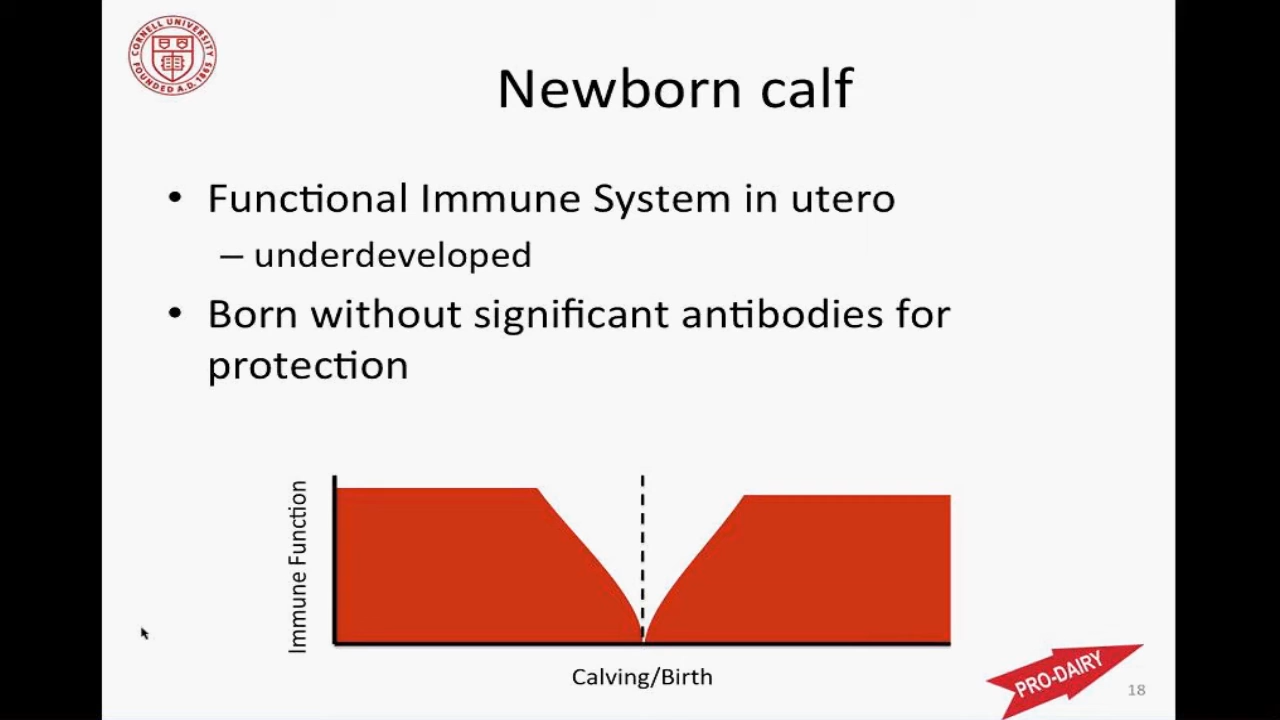 CORNELL UNIVERSITY
FOUNDED A.D. 1865
Newborn calf
• Functional Immune System in utero
– underdeveloped
• Born without significant antibodies for
protection
Immune Function
Calving/Birth
PRO-DAIRY
18